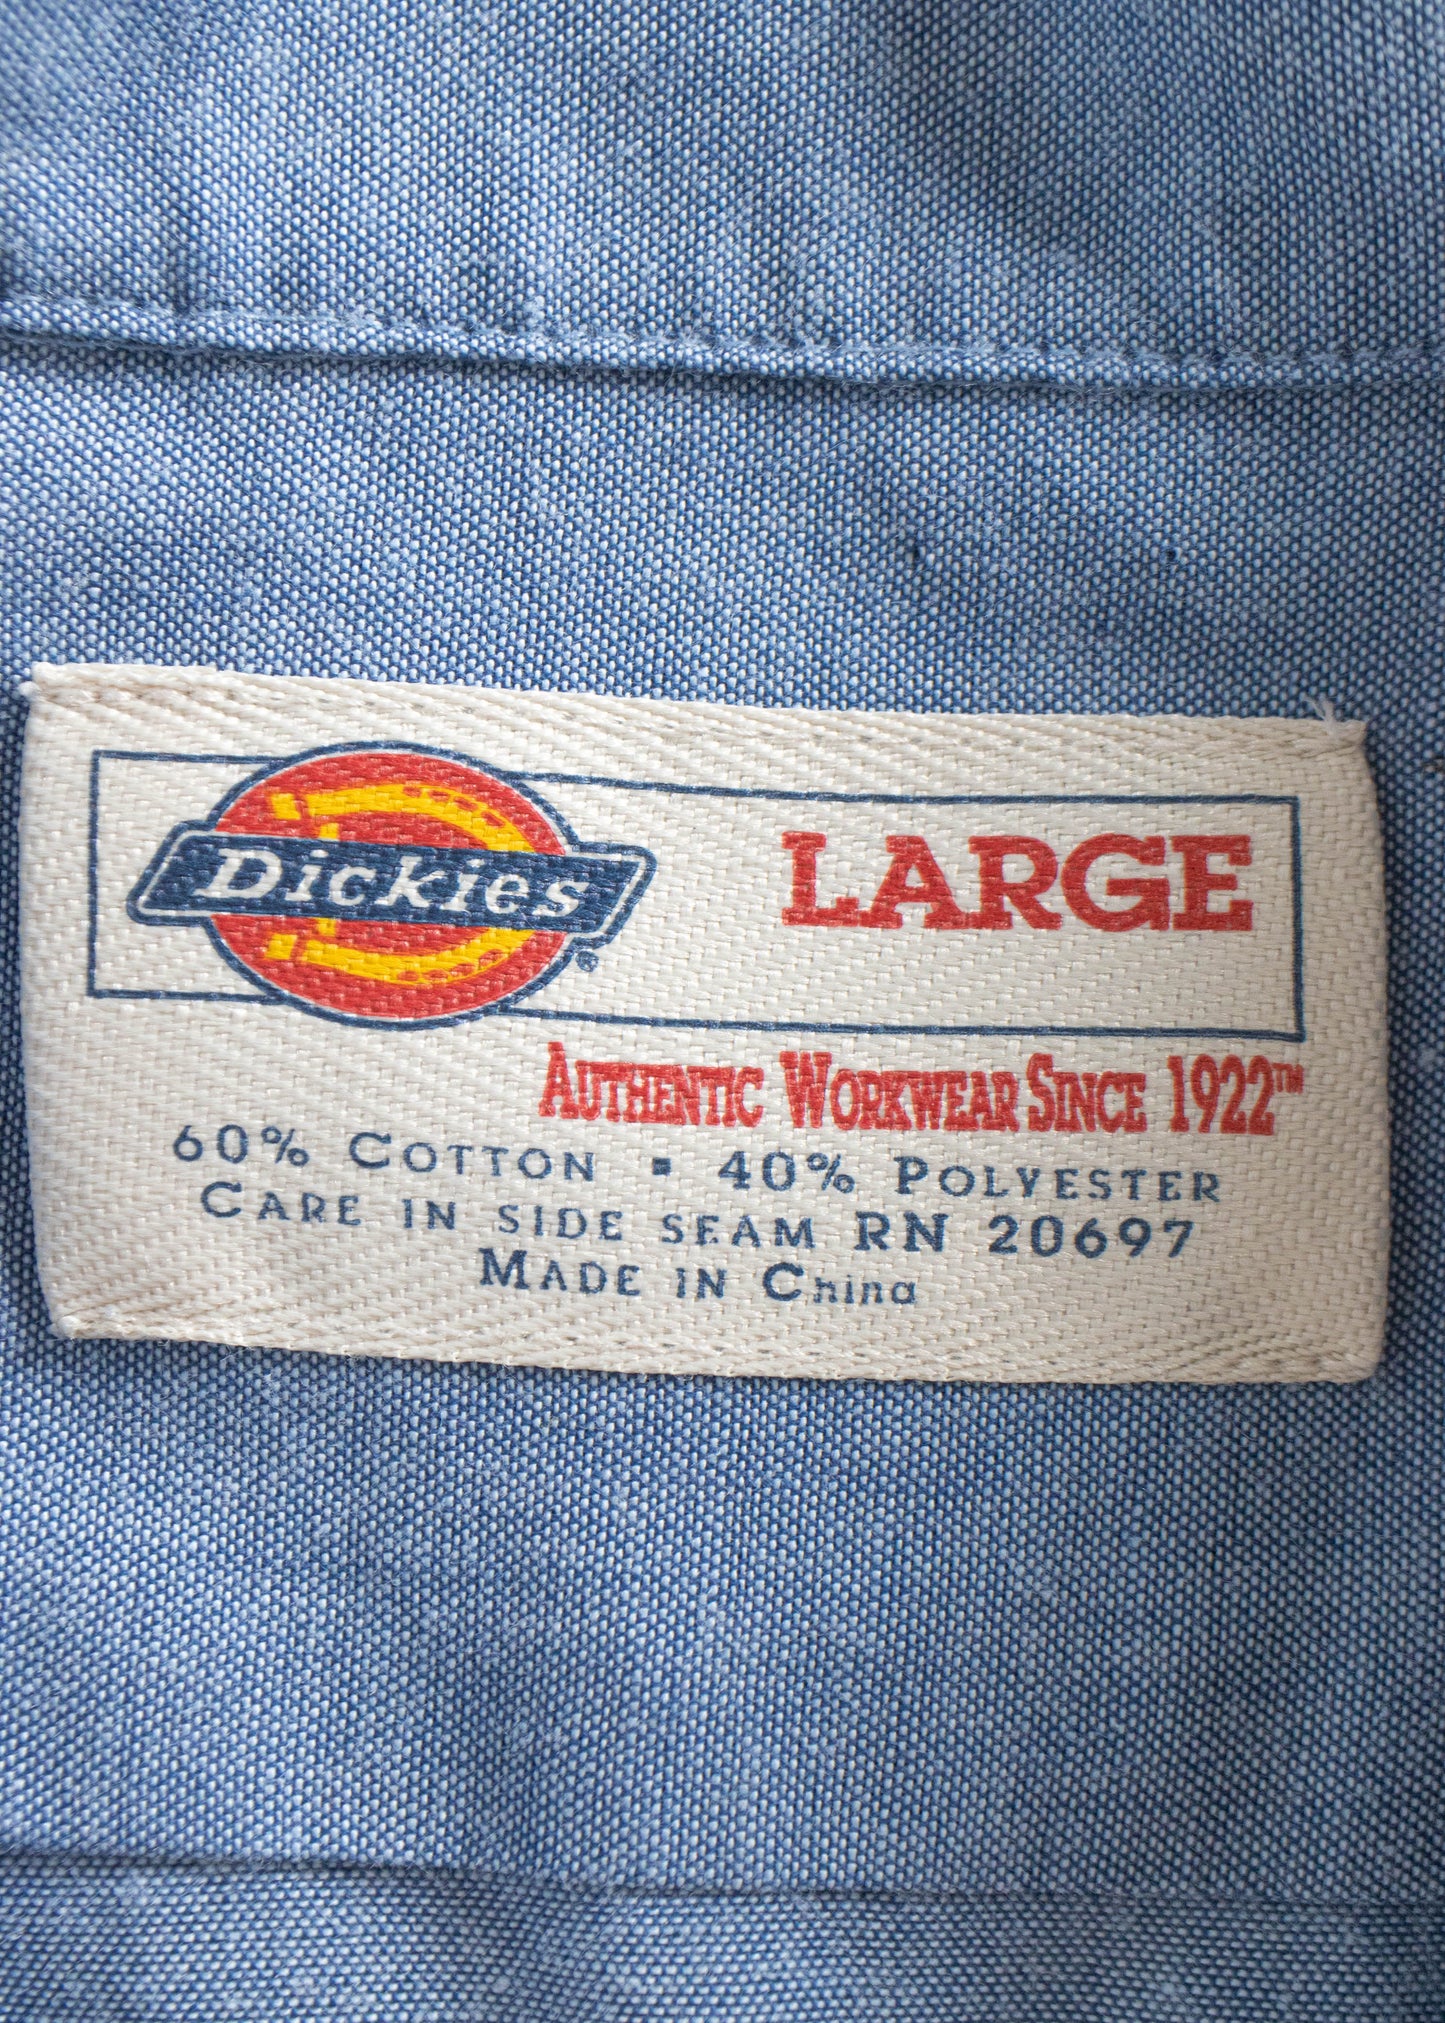 Dickies® LARGE
AUTHENTIC WORKWEAR SINCE 1922™
60% COTTON ▪ 40% POLYESTER
CARE IN SIDE SEAM RN 20697
MADE IN China